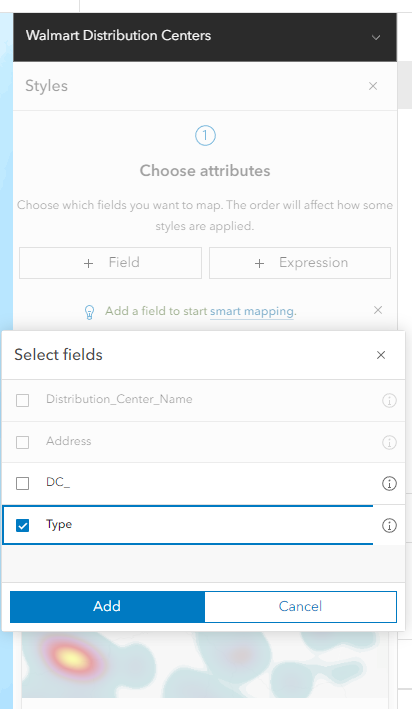 Walmart Distribution Centers
Styles
1
Choose attributes
Choose which fields you want to map. The order will affect how some
styles are applied.
+ Field
+ Expression
Add a field to start smart mapping.
Select fields
Distribution_Center_Name
Address
DC_
Type
Add
Cancel